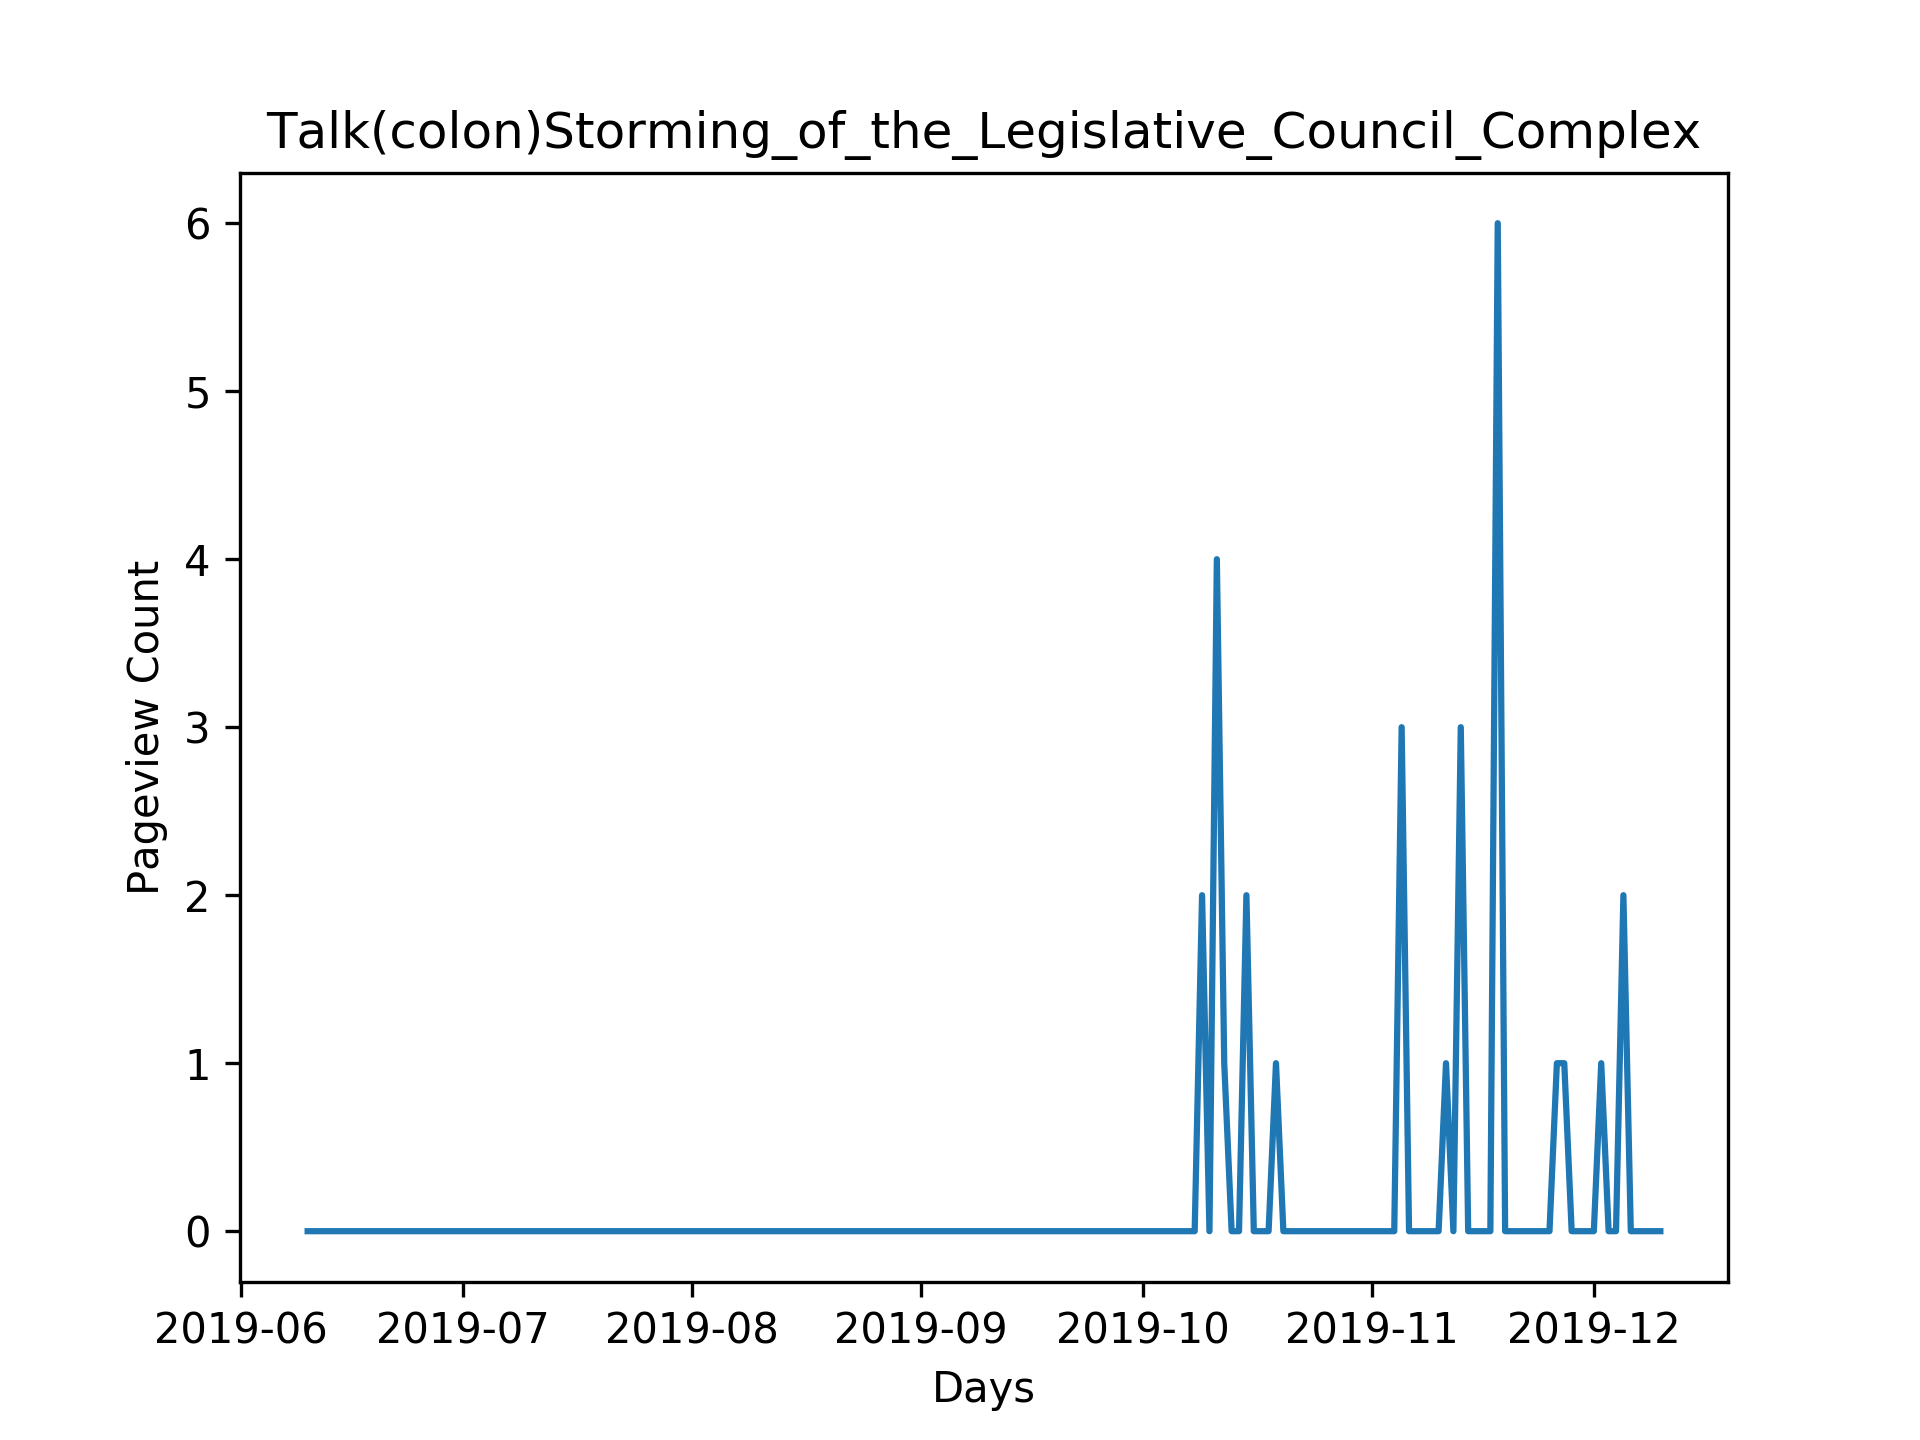 Talk(colon)Storming_of_the_Legislative_Council_Complex
6
5
4
3
2
1
0
Pageview Count
2019-06 2019-07 2019-08 2019-09 2019-10 2019-11 2019-12
Days